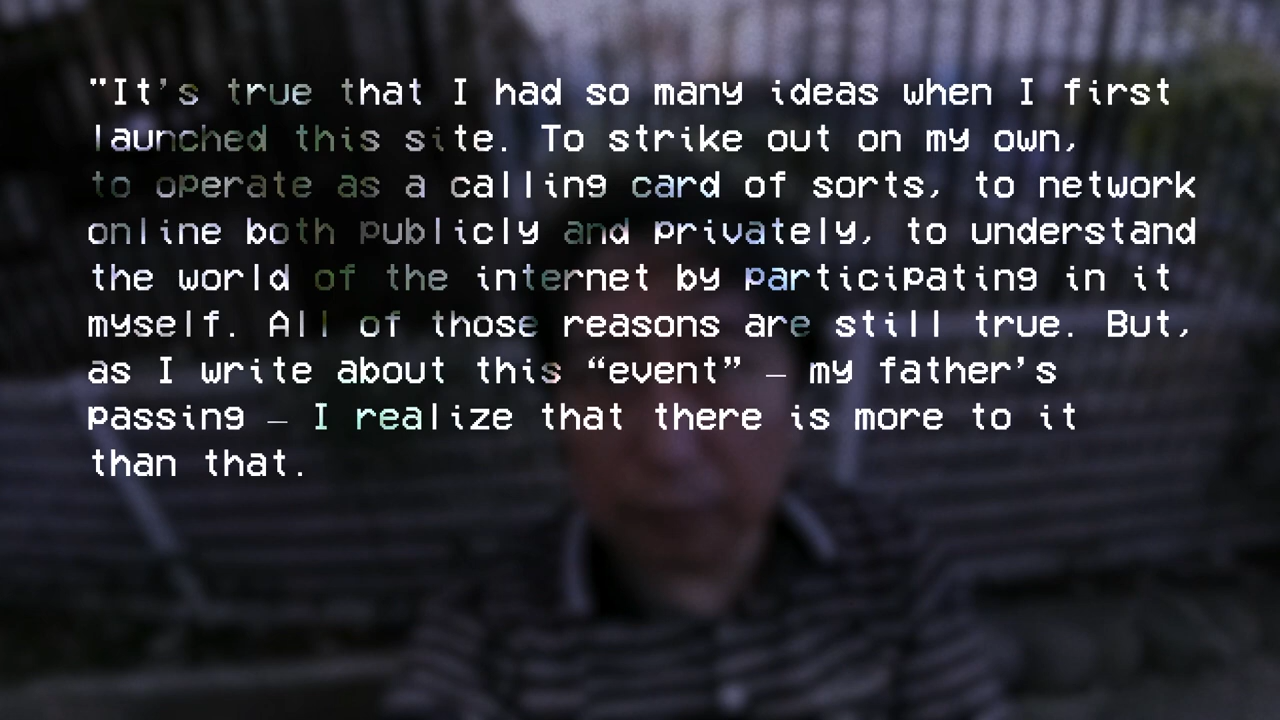 "It's true that I had so many ideas when I first
launched this site. To strike out on my own,
to operate as a calling card of sorts, to network
online both publicly and privately, to understand
the world of the internet by participating in it
myself. All of those reasons are still true. But,
as I write about this “event” — my father’s
passing — I realize that there is more to it
than that.